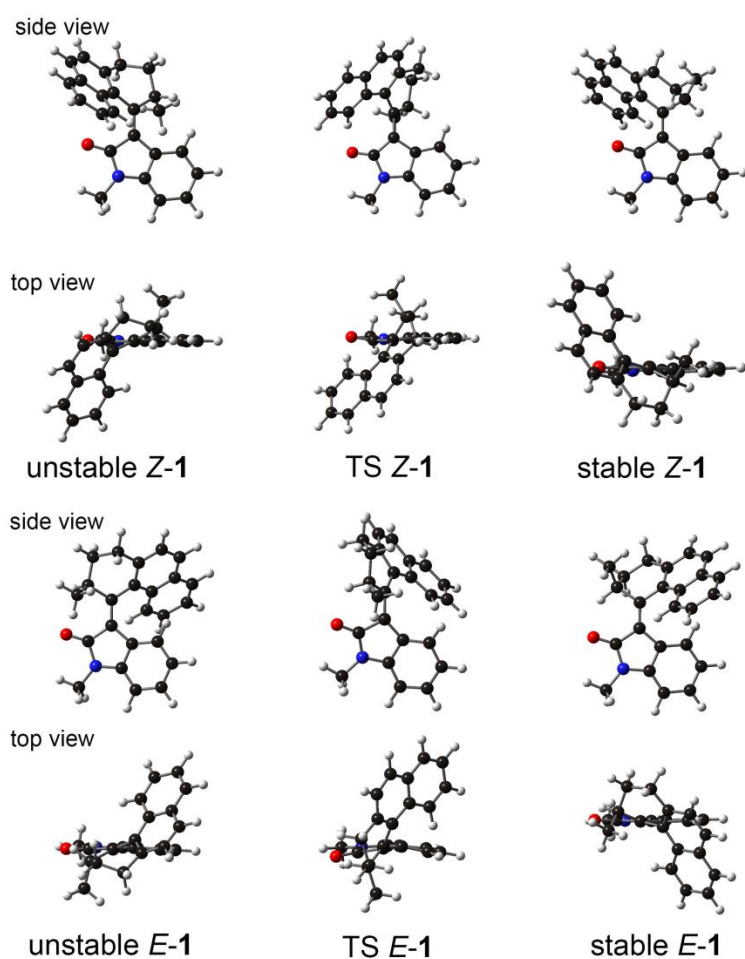 side view
top view
unstable Z-1
TS Z-1
stable Z-1
side view
top view
unstable E-1
TS E-1
stable E-1